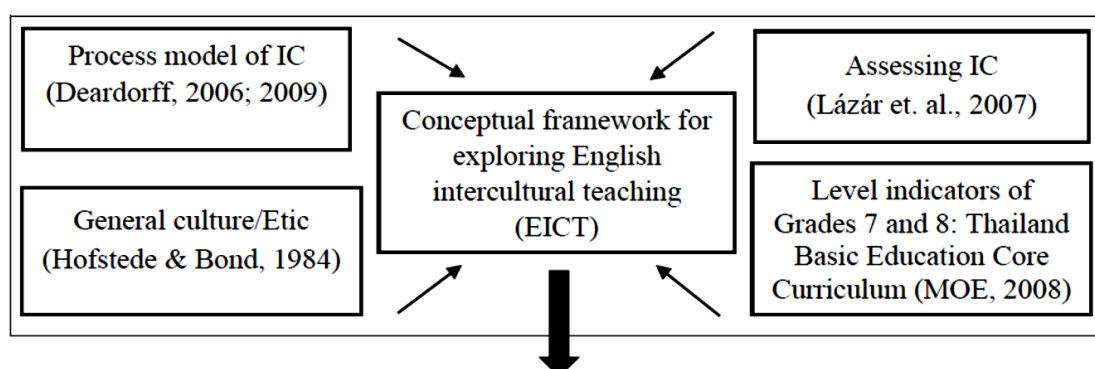 Process model of IC
(Deardorff, 2006; 2009)
General culture/Etic
(Hofstede & Bond, 1984)
Conceptual framework for
exploring English
intercultural teaching
(EICT)
Assessing IC
(Lázár et. al., 2007)
Level indicators of
Grades 7 and 8: Thailand
Basic Education Core
Curriculum (MOE, 2008)